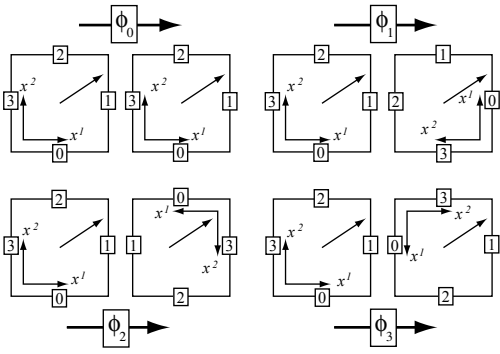 ϕ₀ ϕ₁
2 2 2 1
x² x² x² x¹
3 1 3 1 3 1 2 0
x¹ x¹ x¹ x²
0 0 0 3
2 0 2 3
x² x¹ x² x²
3 1 1 3 3 1 0 1
x¹ x² x¹ x¹
0 2 0 2
ϕ₂ ϕ₃